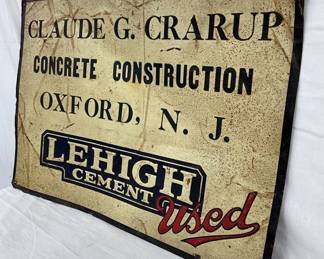 CLAUDE G. CRARUP
CONCRETE CONSTRUCTION
OXFORD, N. J.
LEHIGH
CEMENT
Used